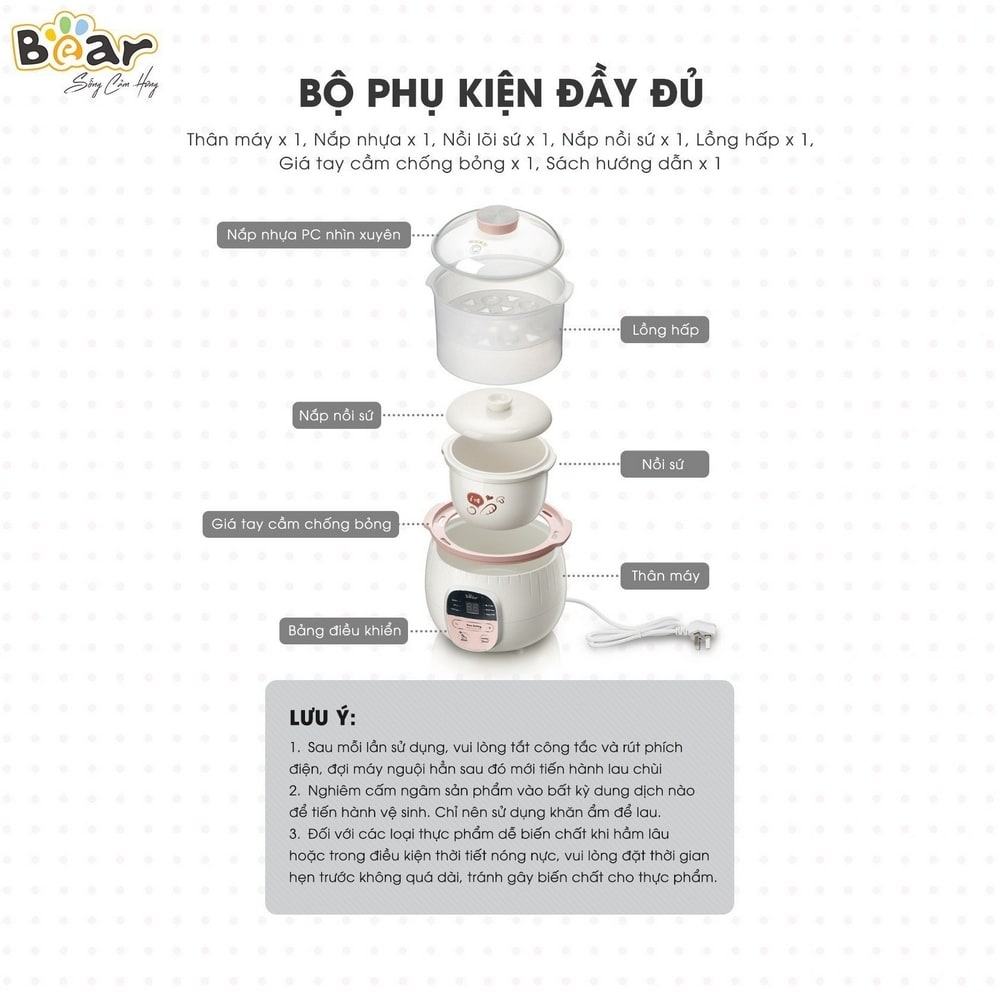 Bear
Sống Cảm Hứng
BỘ PHỤ KIỆN ĐẦY ĐỦ
Thân máy x 1, Nắp nhựa x 1, Nồi lõi sứ x 1, Nắp nồi sứ x 1, Lồng hấp x 1,
Giá tay cầm chống bỏng x 1, Sách hướng dẫn x 1
Nắp nhựa PC nhìn xuyên
Lồng hấp
Nắp nồi sứ
Nồi sứ
Giá tay cầm chống bỏng
Thân máy
Bear
Bảng điều khiển
LƯU Ý:
1. Sau mỗi lần sử dụng, vui lòng tắt công tắc và rút phích
điện, đợi máy nguội hẳn sau đó mới tiến hành lau chùi
2. Nghiêm cấm ngâm sản phẩm vào bất kỳ dung dịch nào
để tiến hành vệ sinh. Chỉ nên sử dụng khăn ẩm để lau.
3. Đối với các loại thực phẩm dễ biến chất khi hầm lâu
hoặc trong điều kiện thời tiết nóng nực, vui lòng đặt thời gian
hẹn trước không quá dài, tránh gây biến chất cho thực phẩm.